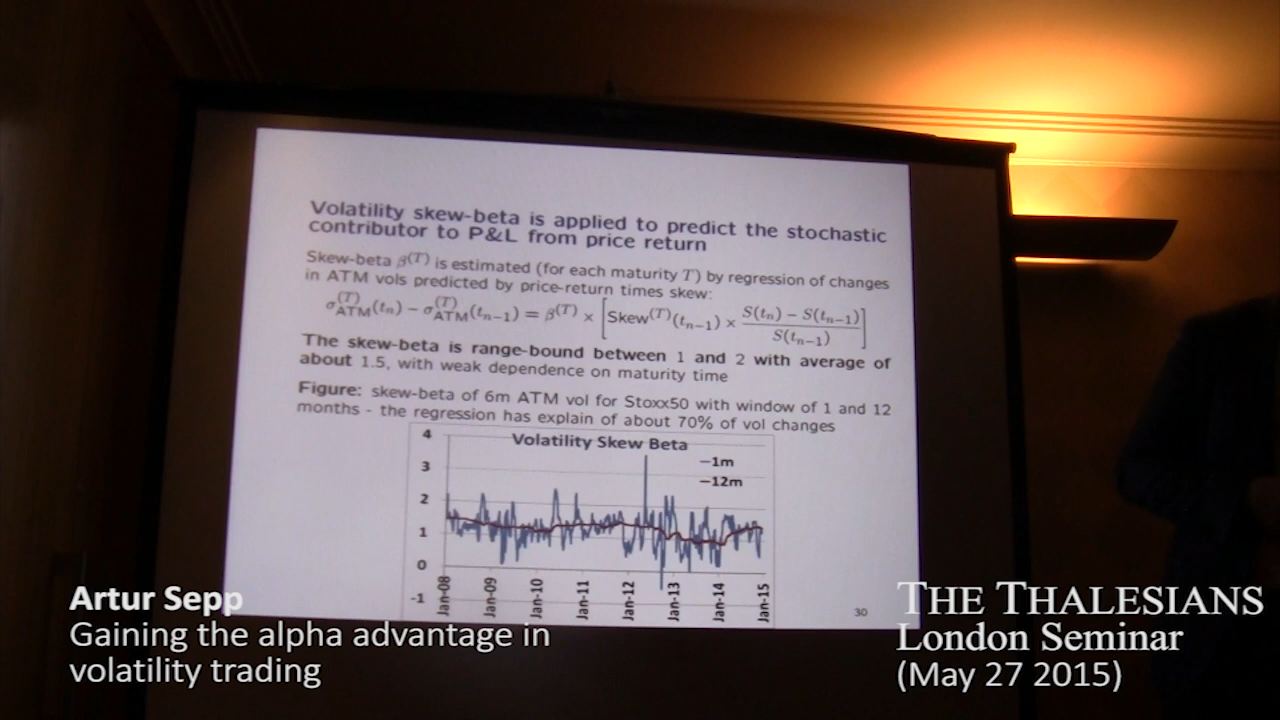 Volatility skew-beta is applied to predict the stochastic
contributor to P&L from price return
Skew-beta β(T) is estimated (for each maturity T) by regression of changes
in ATM vols predicted by price-return times skew:
σ(T)ATM(tn) − σ(T)ATM(tn−1) = β(T) × [Skew(T)(tn−1) × S(tn) − S(tn−1) / S(tn−1)]
The skew-beta is range-bound between 1 and 2 with average of
about 1.5, with weak dependence on maturity time
Figure: skew-beta of 6m ATM vol for Stoxx50 with window of 1 and 12
months - the regression has explain of about 70% of vol changes
Volatility Skew Beta
—1m
—12m
4
3
2
1
0
-1
Jan-08
Jan-09
Jan-10
Jan-11
Jan-12
Jan-13
Jan-14
Jan-15
30
Artur Sepp
Gaining the alpha advantage in
volatility trading
THE THALESIANS
London Seminar
(May 27 2015)